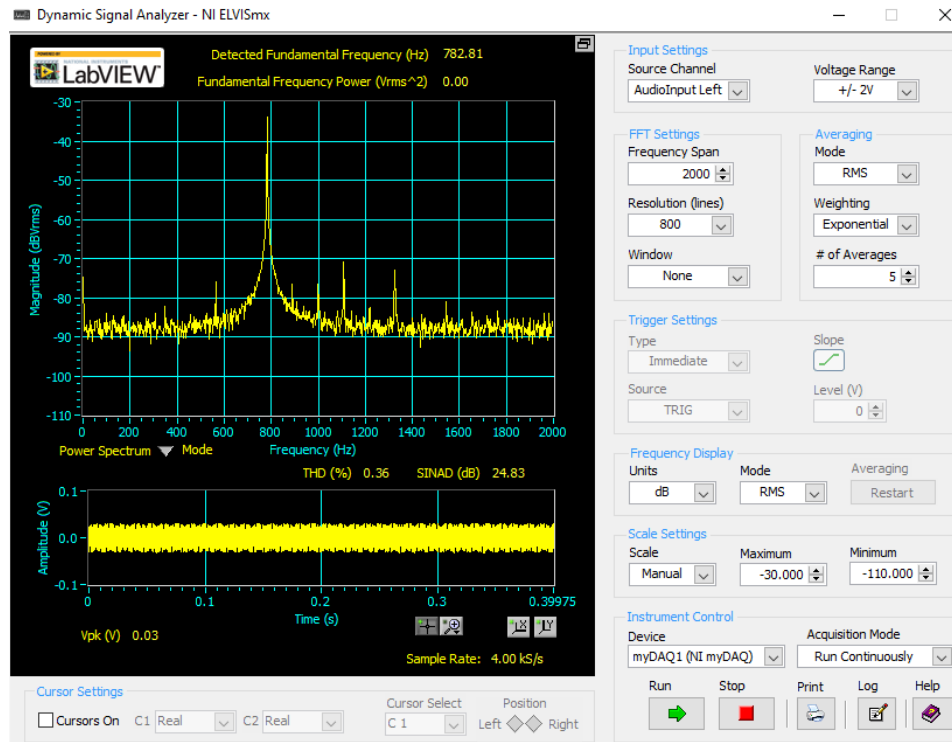 Dynamic Signal Analyzer - NI ELVISmx
POWERED BY
NATIONAL INSTRUMENTS
LabVIEW™
Detected Fundamental Frequency (Hz) 782.81
Fundamental Frequency Power (Vrms^2) 0.00
Magnitude (dBVrms)
-30
-40
-50
-60
-70
-80
-90
-100
-110
0 200 400 600 800 1000 1200 1400 1600 1800 2000
Power Spectrum Mode Frequency (Hz)
THD (%) 0.36 SINAD (dB) 24.83
Amplitude (V)
0.1
0.0
-0.1
0 0.1 0.2 0.3 0.39975
Time (s)
Vpk (V) 0.03
X Y
Sample Rate: 4.00 kS/s
Cursor Settings
Cursors On C1 Real C2 Real
Cursor Select
C 1
Position
Left Right
Input Settings
Source Channel
AudioInput Left
Voltage Range
+/- 2V
FFT Settings
Frequency Span
2000
Resolution (lines)
800
Window
None
Averaging
Mode
RMS
Weighting
Exponential
# of Averages
5
Trigger Settings
Type
Immediate
Slope
Source
TRIG
Level (V)
0
Frequency Display
Units
dB
Mode
RMS
Averaging
Restart
Scale Settings
Scale
Manual
Maximum
-30.000
Minimum
-110.000
Instrument Control
Device
myDAQ1 (NI myDAQ)
Acquisition Mode
Run Continuously
Run Stop Print Log Help